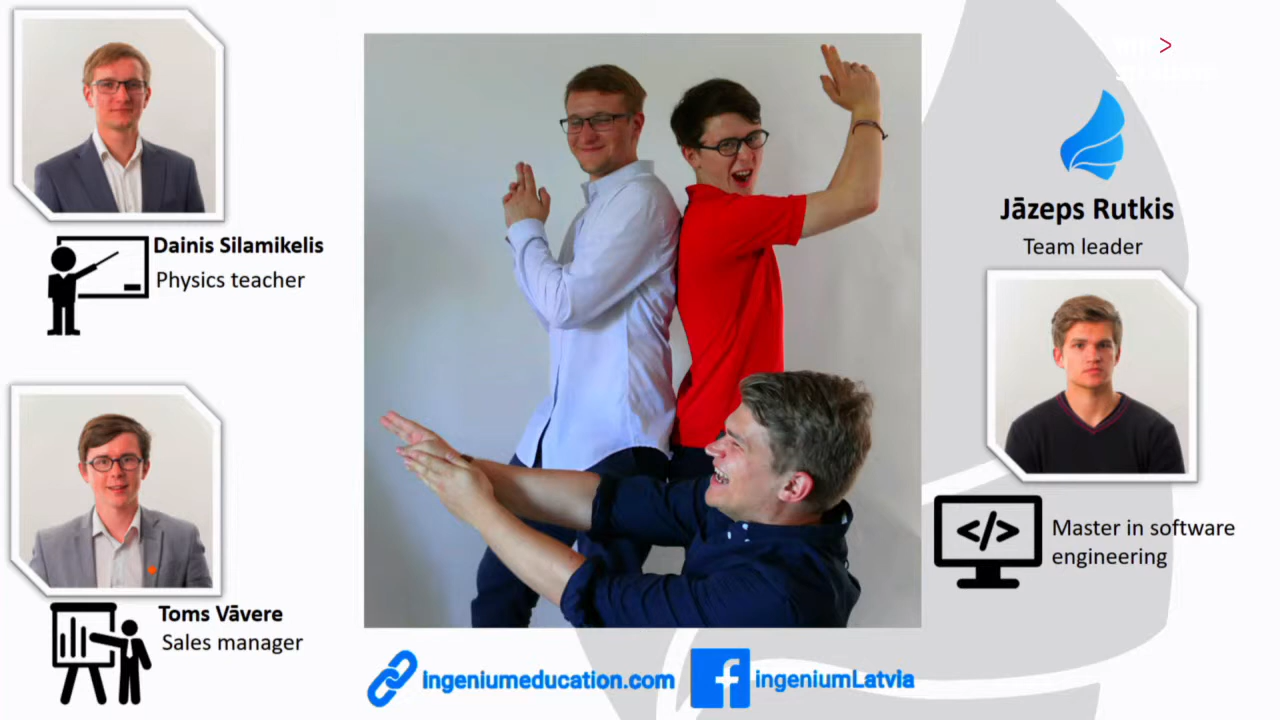 Dainis Silamikelis
Physics teacher
Toms Vāvere
Sales manager
Jāzeps Rutkis
Team leader
</>
Master in software
engineering
Ingeniumeducation.com
f ingeniumLatvia